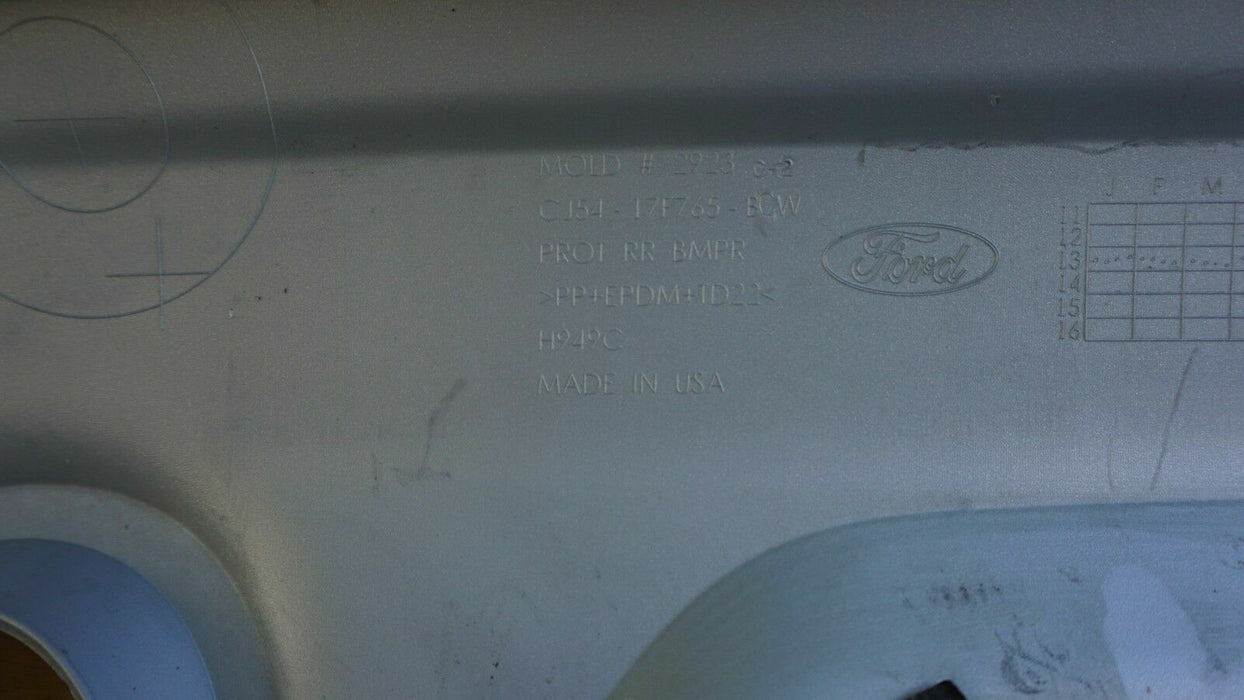 MOLD # 2923 C-2
CJ54 - 17F765 - BCW
PROT RR BMPR
>PP+EPDM+TD22<
H949C
MADE IN USA
Ford
J F M
11
12
13
14
15
16